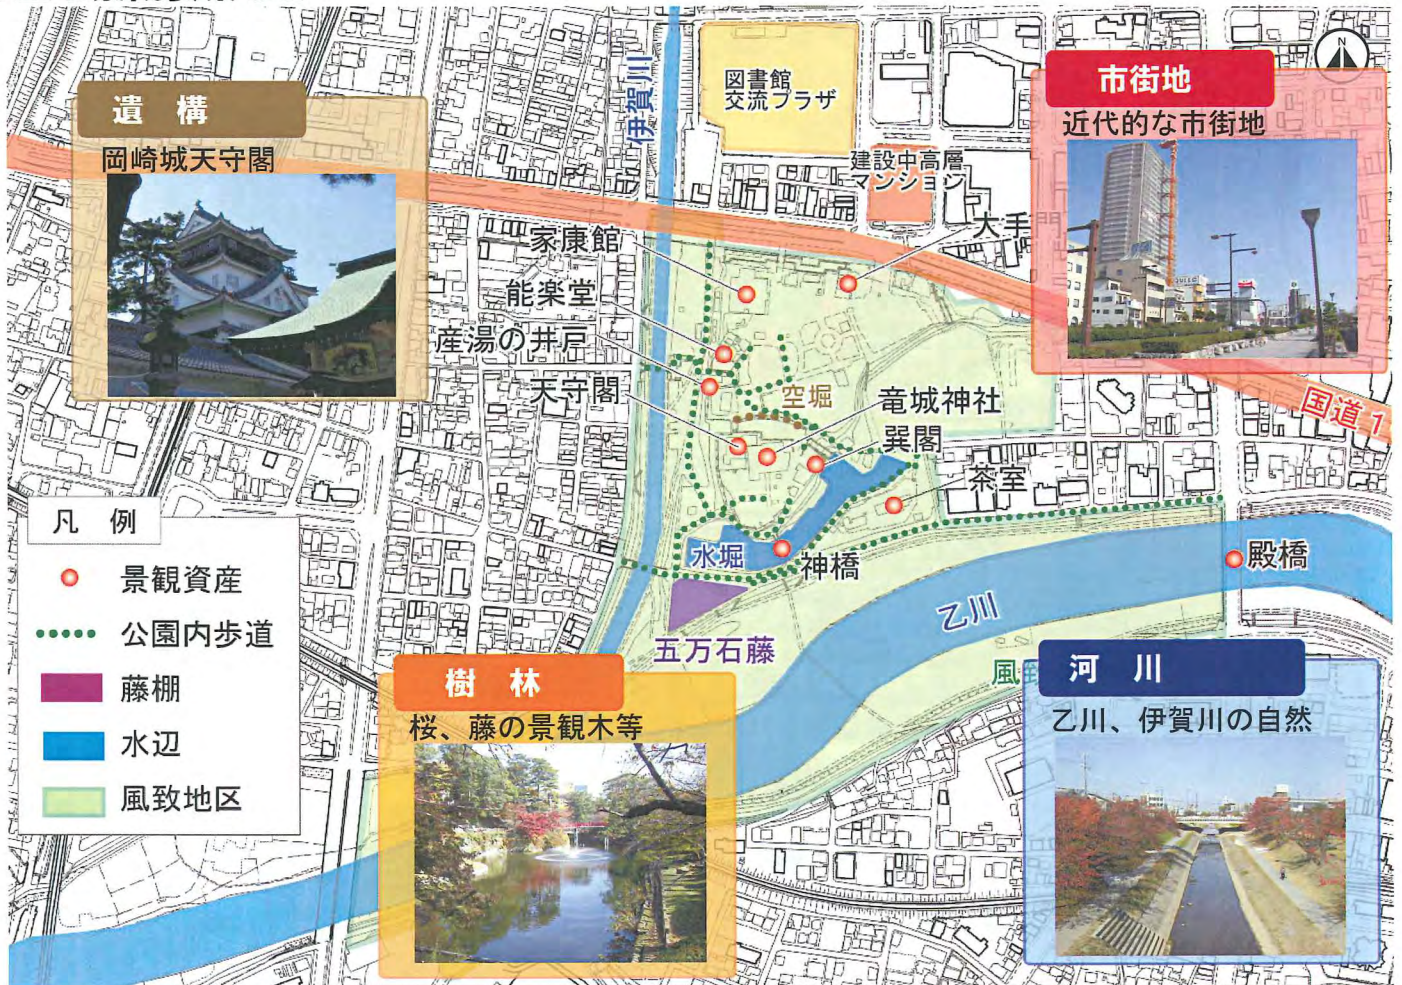 遺構
岡崎城天守閣
伊賀川
図書館
交流プラザ
建設中高層
マンション
市街地
近代的な市街地
N
大手門
家康館
能楽堂
産湯の井戸
天守閣
空堀
竜城神社
巽閣
茶室
国道1
水堀
神橋
殿橋
乙川
五万石藤
凡例
景観資産
公園内歩道
藤棚
水辺
風致地区
樹林
桜、藤の景観木等
風致
河川
乙川、伊賀川の自然